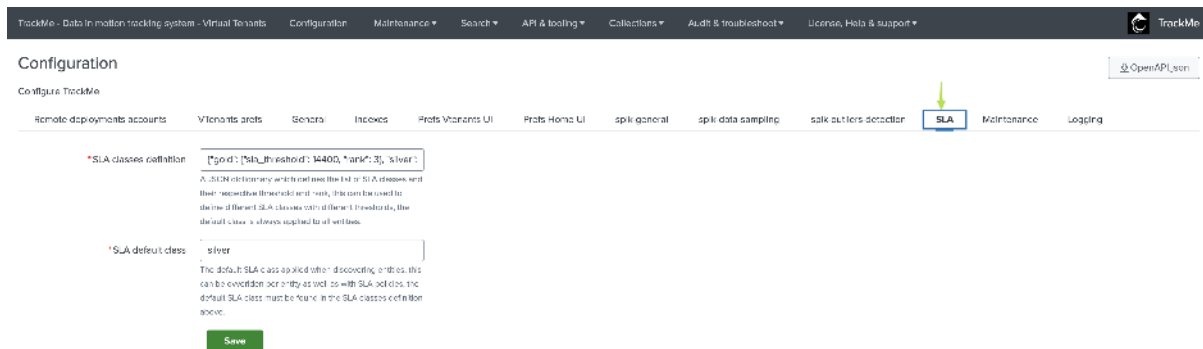 TrackMe - Data in motion tracking system - Virtual Tenants Configuration Maintenance Search API & tooling Collections Audit & troubleshoot License, Help & support TrackMe
Configuration
OpenAPI.json
Configure TrackMe
Remote deployments accounts VTenants prefs General Indexes Prefs Vtenants UI Prefs Home UI splk-general splk-data-sampling splk-outliers-detection SLA Maintenance Logging
*SLA classes definition {"gold": {"sla_threshold": 14400, "rank": 3}, "silver":
A JSON dictionnary which defines the list of SLA classes and
their respective threshold and rank, this can be used to
define different SLA classes with different thresholds, the
default class is always applied to all entities.
*SLA default class silver
The default SLA class applied when discovering entities, this
can be overriden per entity as well as with SLA policies, the
default SLA class must be found in the SLA classes definition
above.
Save